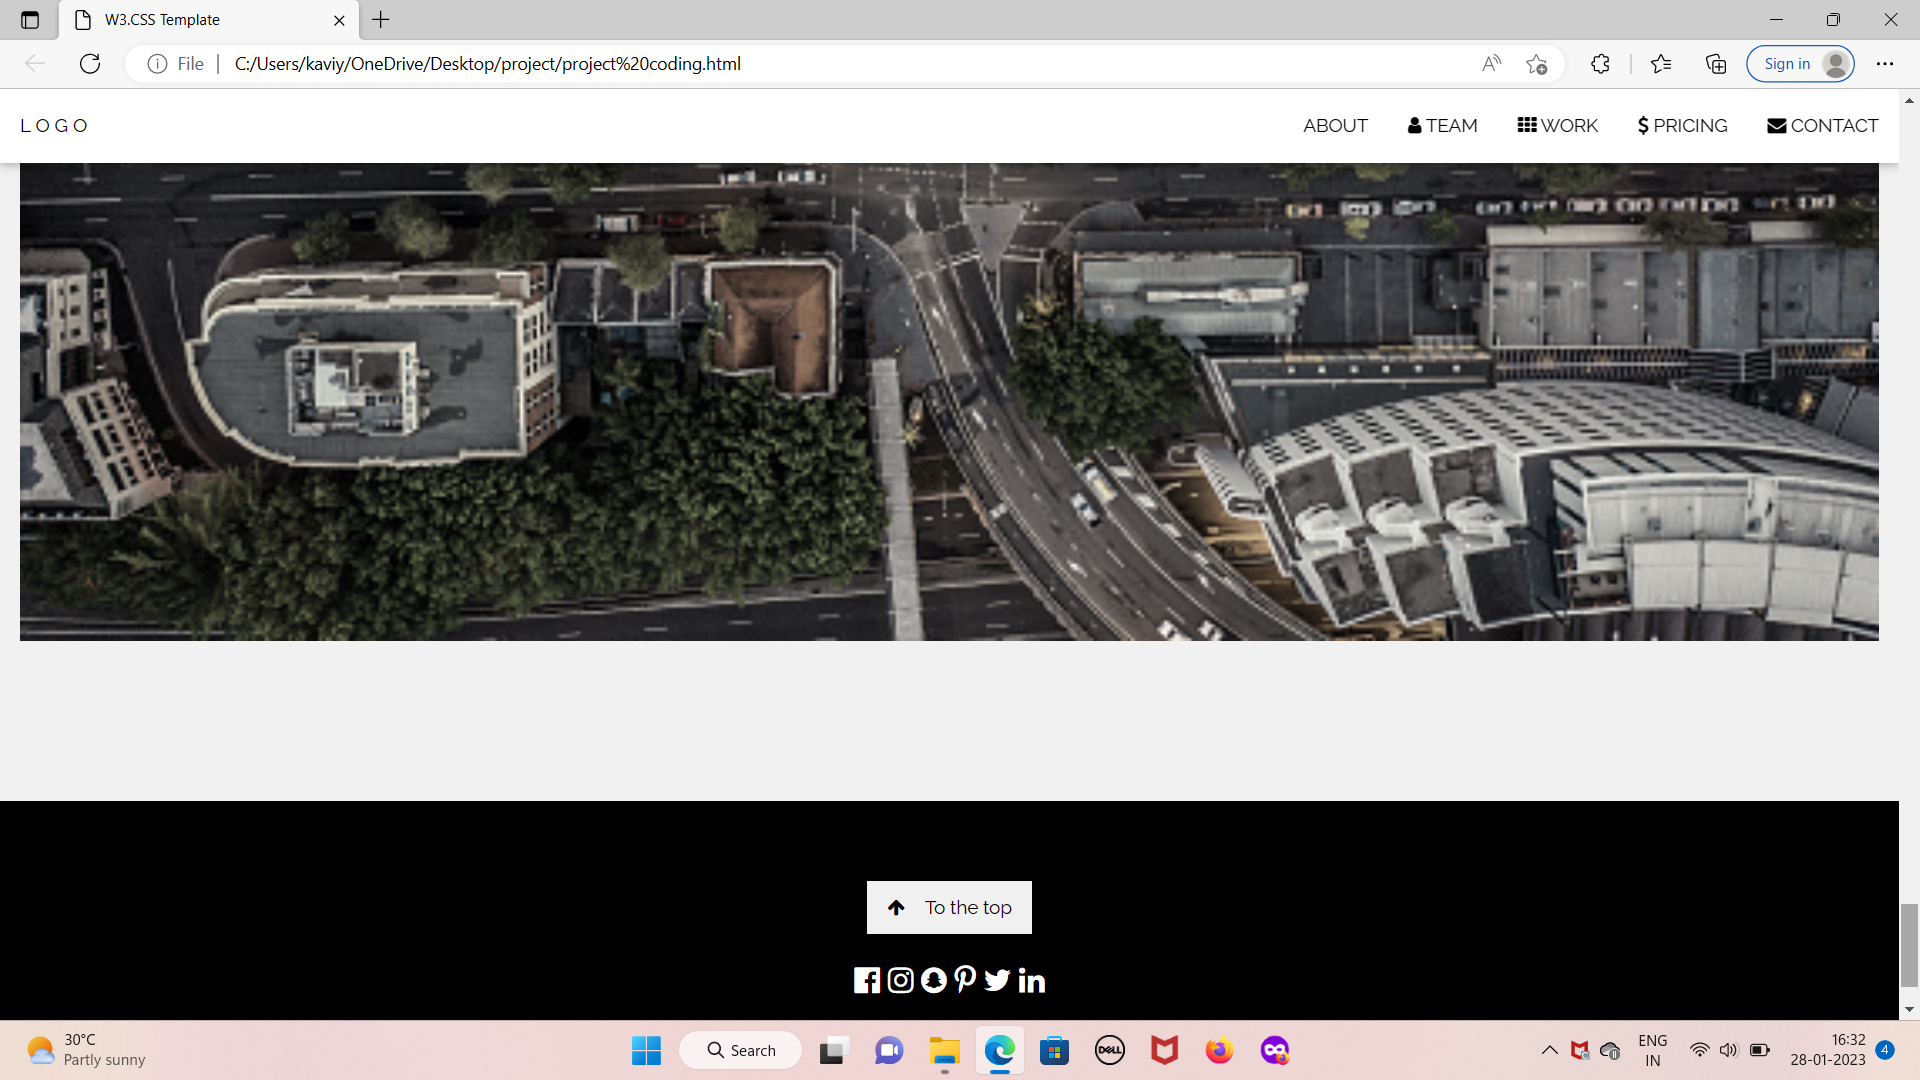 W3.CSS Template
File
C:/Users/kaviy/OneDrive/Desktop/project/project%20coding.html
Sign in
LOGO
ABOUT TEAM WORK PRICING CONTACT
To the top
30°C
Partly sunny
Search
DELL
ENG
IN
16:32
28-01-2023
4